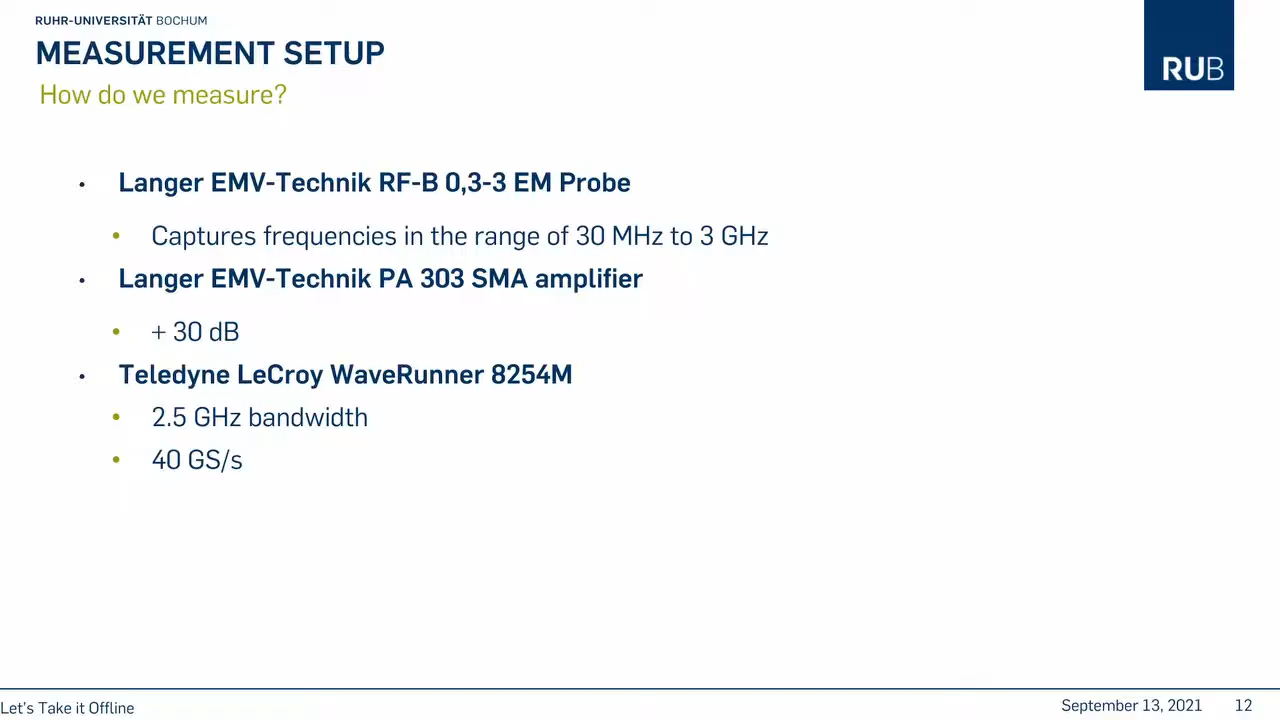 RUHR-UNIVERSITÄT BOCHUM
MEASUREMENT SETUP
How do we measure?
RUB
• Langer EMV-Technik RF-B 0,3-3 EM Probe
• Captures frequencies in the range of 30 MHz to 3 GHz
• Langer EMV-Technik PA 303 SMA amplifier
• + 30 dB
• Teledyne LeCroy WaveRunner 8254M
• 2.5 GHz bandwidth
• 40 GS/s
Let's Take it Offline
September 13, 2021 12